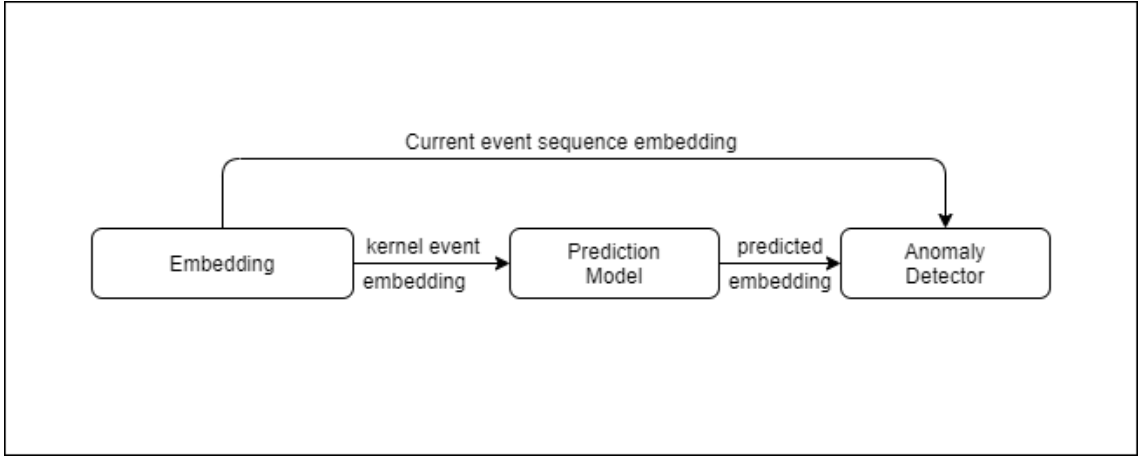 Current event sequence embedding
Embedding
kernel event
embedding
Prediction
Model
predicted
embedding
Anomaly
Detector